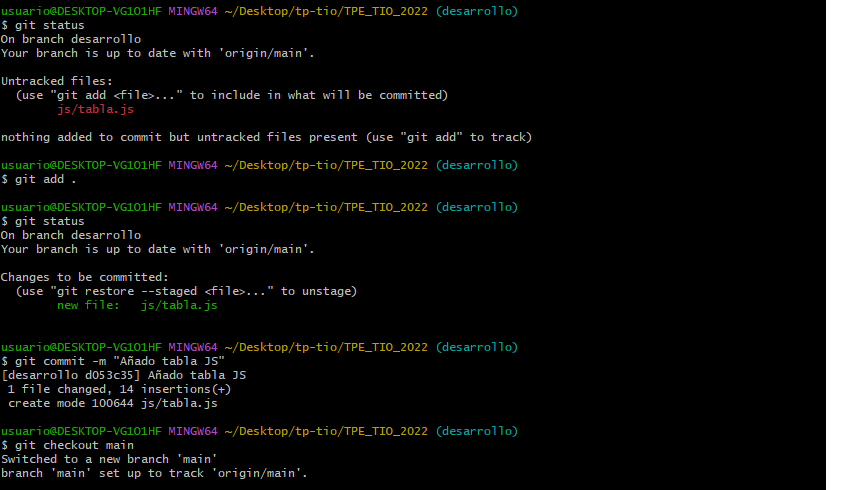 usuario@DESKTOP-VG1O1HF MINGW64 ~/Desktop/tp-tio/TPE_TIO_2022 (desarrollo)
$ git status
On branch desarrollo
Your branch is up to date with 'origin/main'.
Untracked files:
(use "git add <file>..." to include in what will be committed)
js/tabla.js
nothing added to commit but untracked files present (use "git add" to track)
usuario@DESKTOP-VG1O1HF MINGW64 ~/Desktop/tp-tio/TPE_TIO_2022 (desarrollo)
$ git add .
usuario@DESKTOP-VG1O1HF MINGW64 ~/Desktop/tp-tio/TPE_TIO_2022 (desarrollo)
$ git status
On branch desarrollo
Your branch is up to date with 'origin/main'.
Changes to be committed:
(use "git restore --staged <file>..." to unstage)
new file:   js/tabla.js
usuario@DESKTOP-VG1O1HF MINGW64 ~/Desktop/tp-tio/TPE_TIO_2022 (desarrollo)
$ git commit -m "Añado tabla JS"
[desarrollo d053c35] Añado tabla JS
1 file changed, 14 insertions(+)
create mode 100644 js/tabla.js
usuario@DESKTOP-VG1O1HF MINGW64 ~/Desktop/tp-tio/TPE_TIO_2022 (desarrollo)
$ git checkout main
Switched to a new branch 'main'
branch 'main' set up to track 'origin/main'.